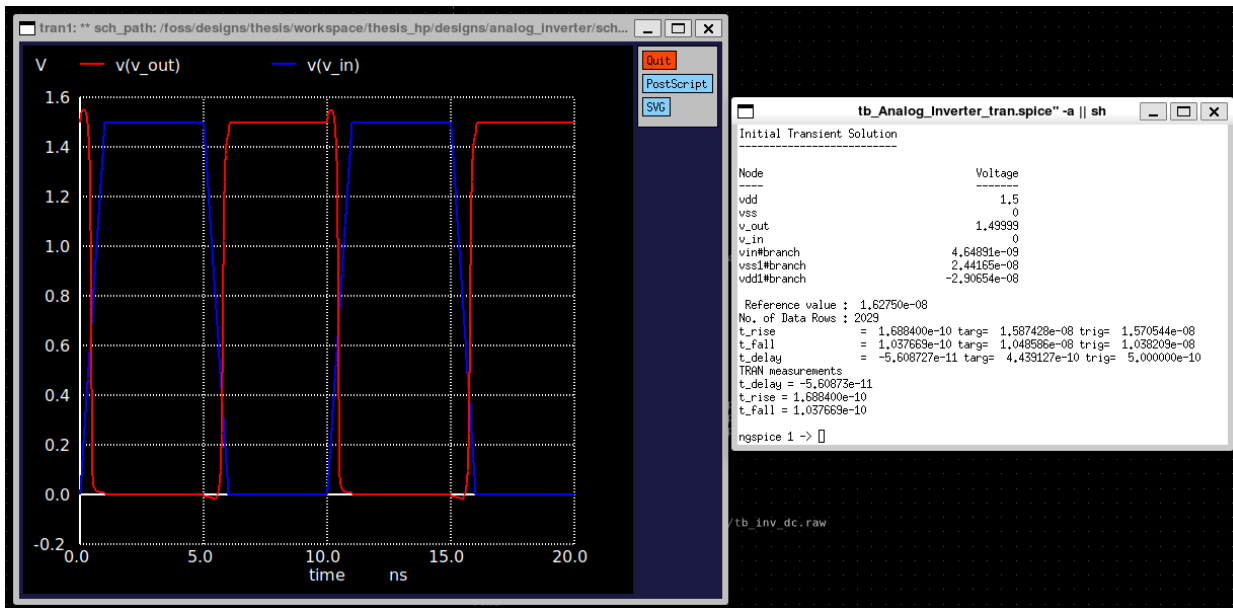 tran1: ** sch_path: /foss/designs/thesis/workspace/thesis_hp/designs/analog_inverter/sch...
V v(v_out) v(v_in)
Quit
PostScript
SVG
1.6
1.4
1.2
1.0
0.8
0.6
0.4
0.2
0.0
-0.2
0.0 5.0 10.0 15.0 20.0
time ns
tb_Analog_Inverter_tran.spice" -a || sh
Initial Transient Solution
--------------------------
Node Voltage
---- -------
vdd 1.5
vss 0
v_out 1.49999
v_in 0
vin#branch 4.64891e-09
vss1#branch 2.44165e-08
vdd1#branch -2.90654e-08
Reference value : 1.62750e-08
No. of Data Rows : 2029
t_rise = 1.688400e-10 targ= 1.587428e-08 trig= 1.570544e-08
t_fall = 1.037669e-10 targ= 1.048586e-08 trig= 1.038209e-08
t_delay = -5.608727e-11 targ= 4.439127e-10 trig= 5.000000e-10
TRAN measurements
t_delay = -5.60873e-11
t_rise = 1.688400e-10
t_fall = 1.037669e-10
ngspice 1 ->
/tb_inv_dc.raw